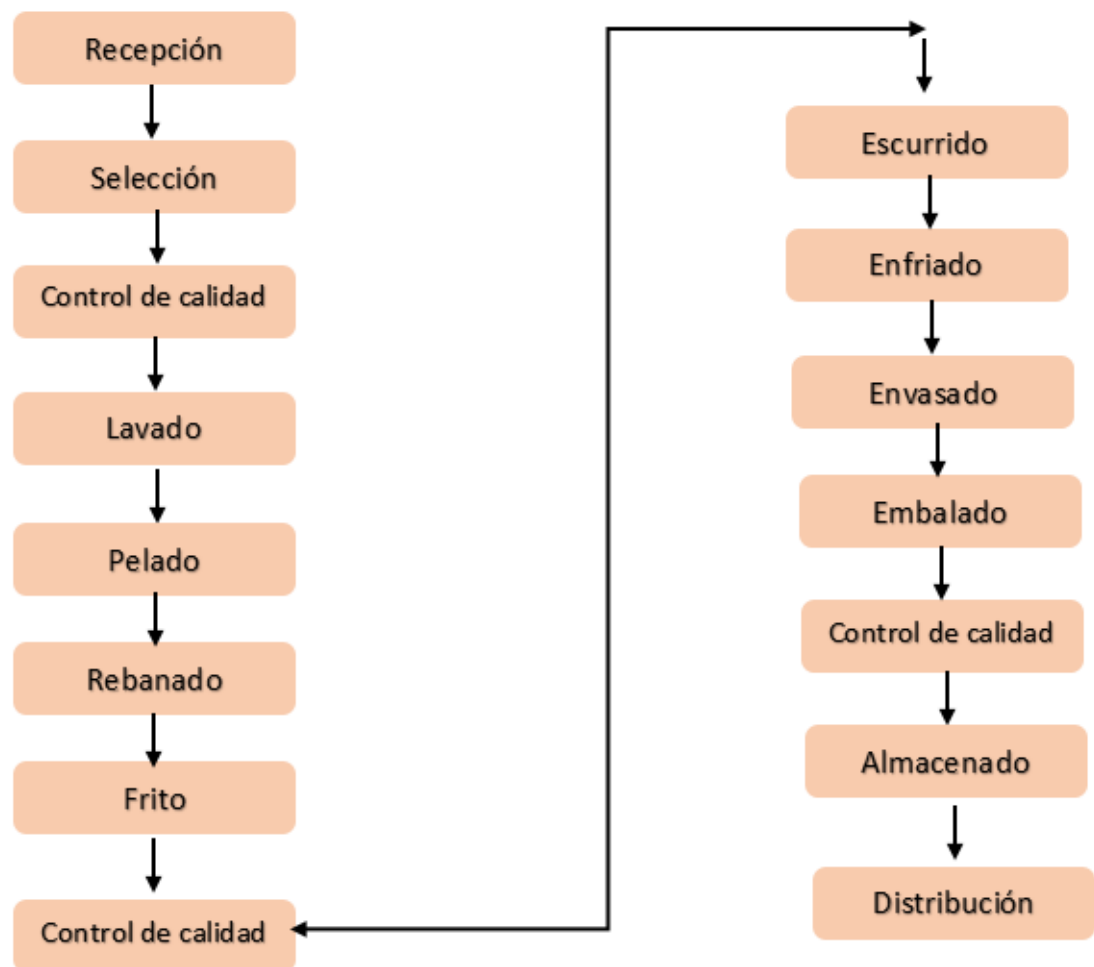 Recepción
Selección
Control de calidad
Lavado
Pelado
Rebanado
Frito
Control de calidad
Escurrido
Enfriado
Envasado
Embalado
Control de calidad
Almacenado
Distribución